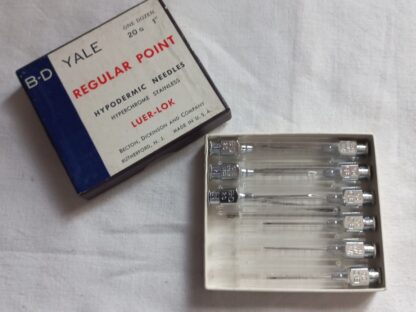 B-D
YALE
ONE DOZEN
20 G 1"
REGULAR POINT
HYPODERMIC NEEDLES
HYPERCHROME STAINLESS
LUER-LOK
BECTON, DICKINSON AND COMPANY
RUTHERFORD, N. J. MADE IN U. S. A.